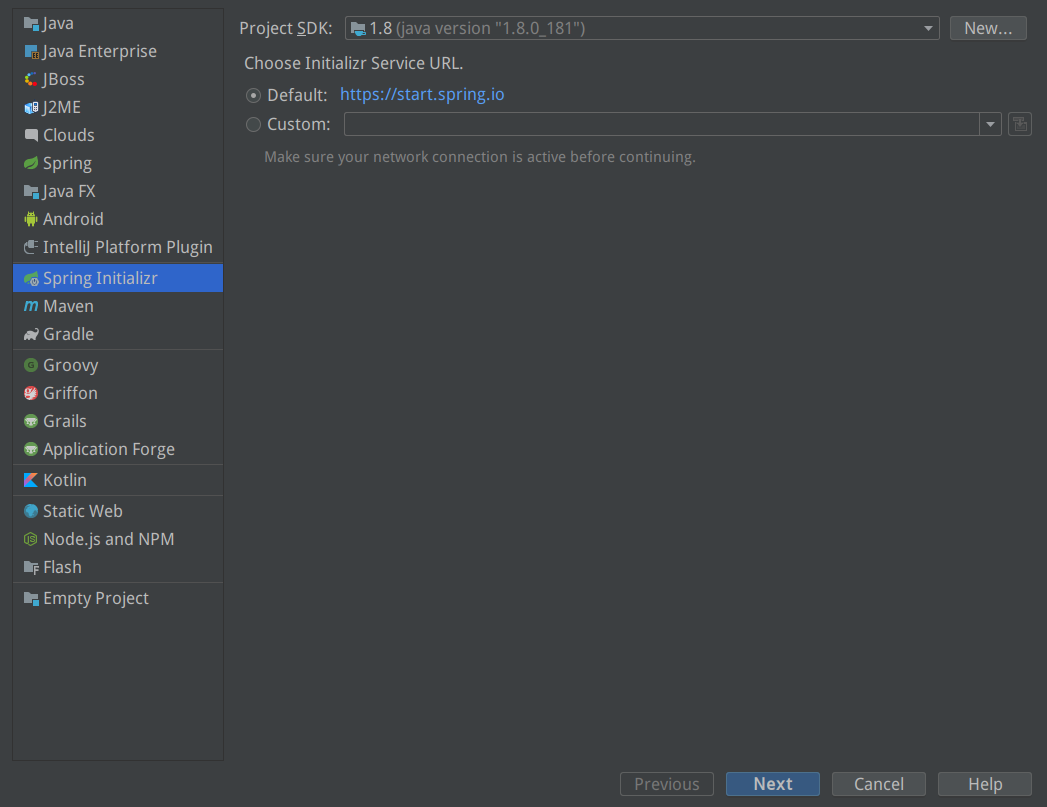 Java
Java Enterprise
JBoss
J2ME
Clouds
Spring
Java FX
Android
IntelliJ Platform Plugin
Spring Initializr
Maven
Gradle
Groovy
Griffon
Grails
Application Forge
Kotlin
Static Web
Node.js and NPM
Flash
Empty Project
Project SDK: 1.8 (java version "1.8.0_181") New...
Choose Initializr Service URL.
Default: https://start.spring.io
Custom:
Make sure your network connection is active before continuing.
Previous Next Cancel Help